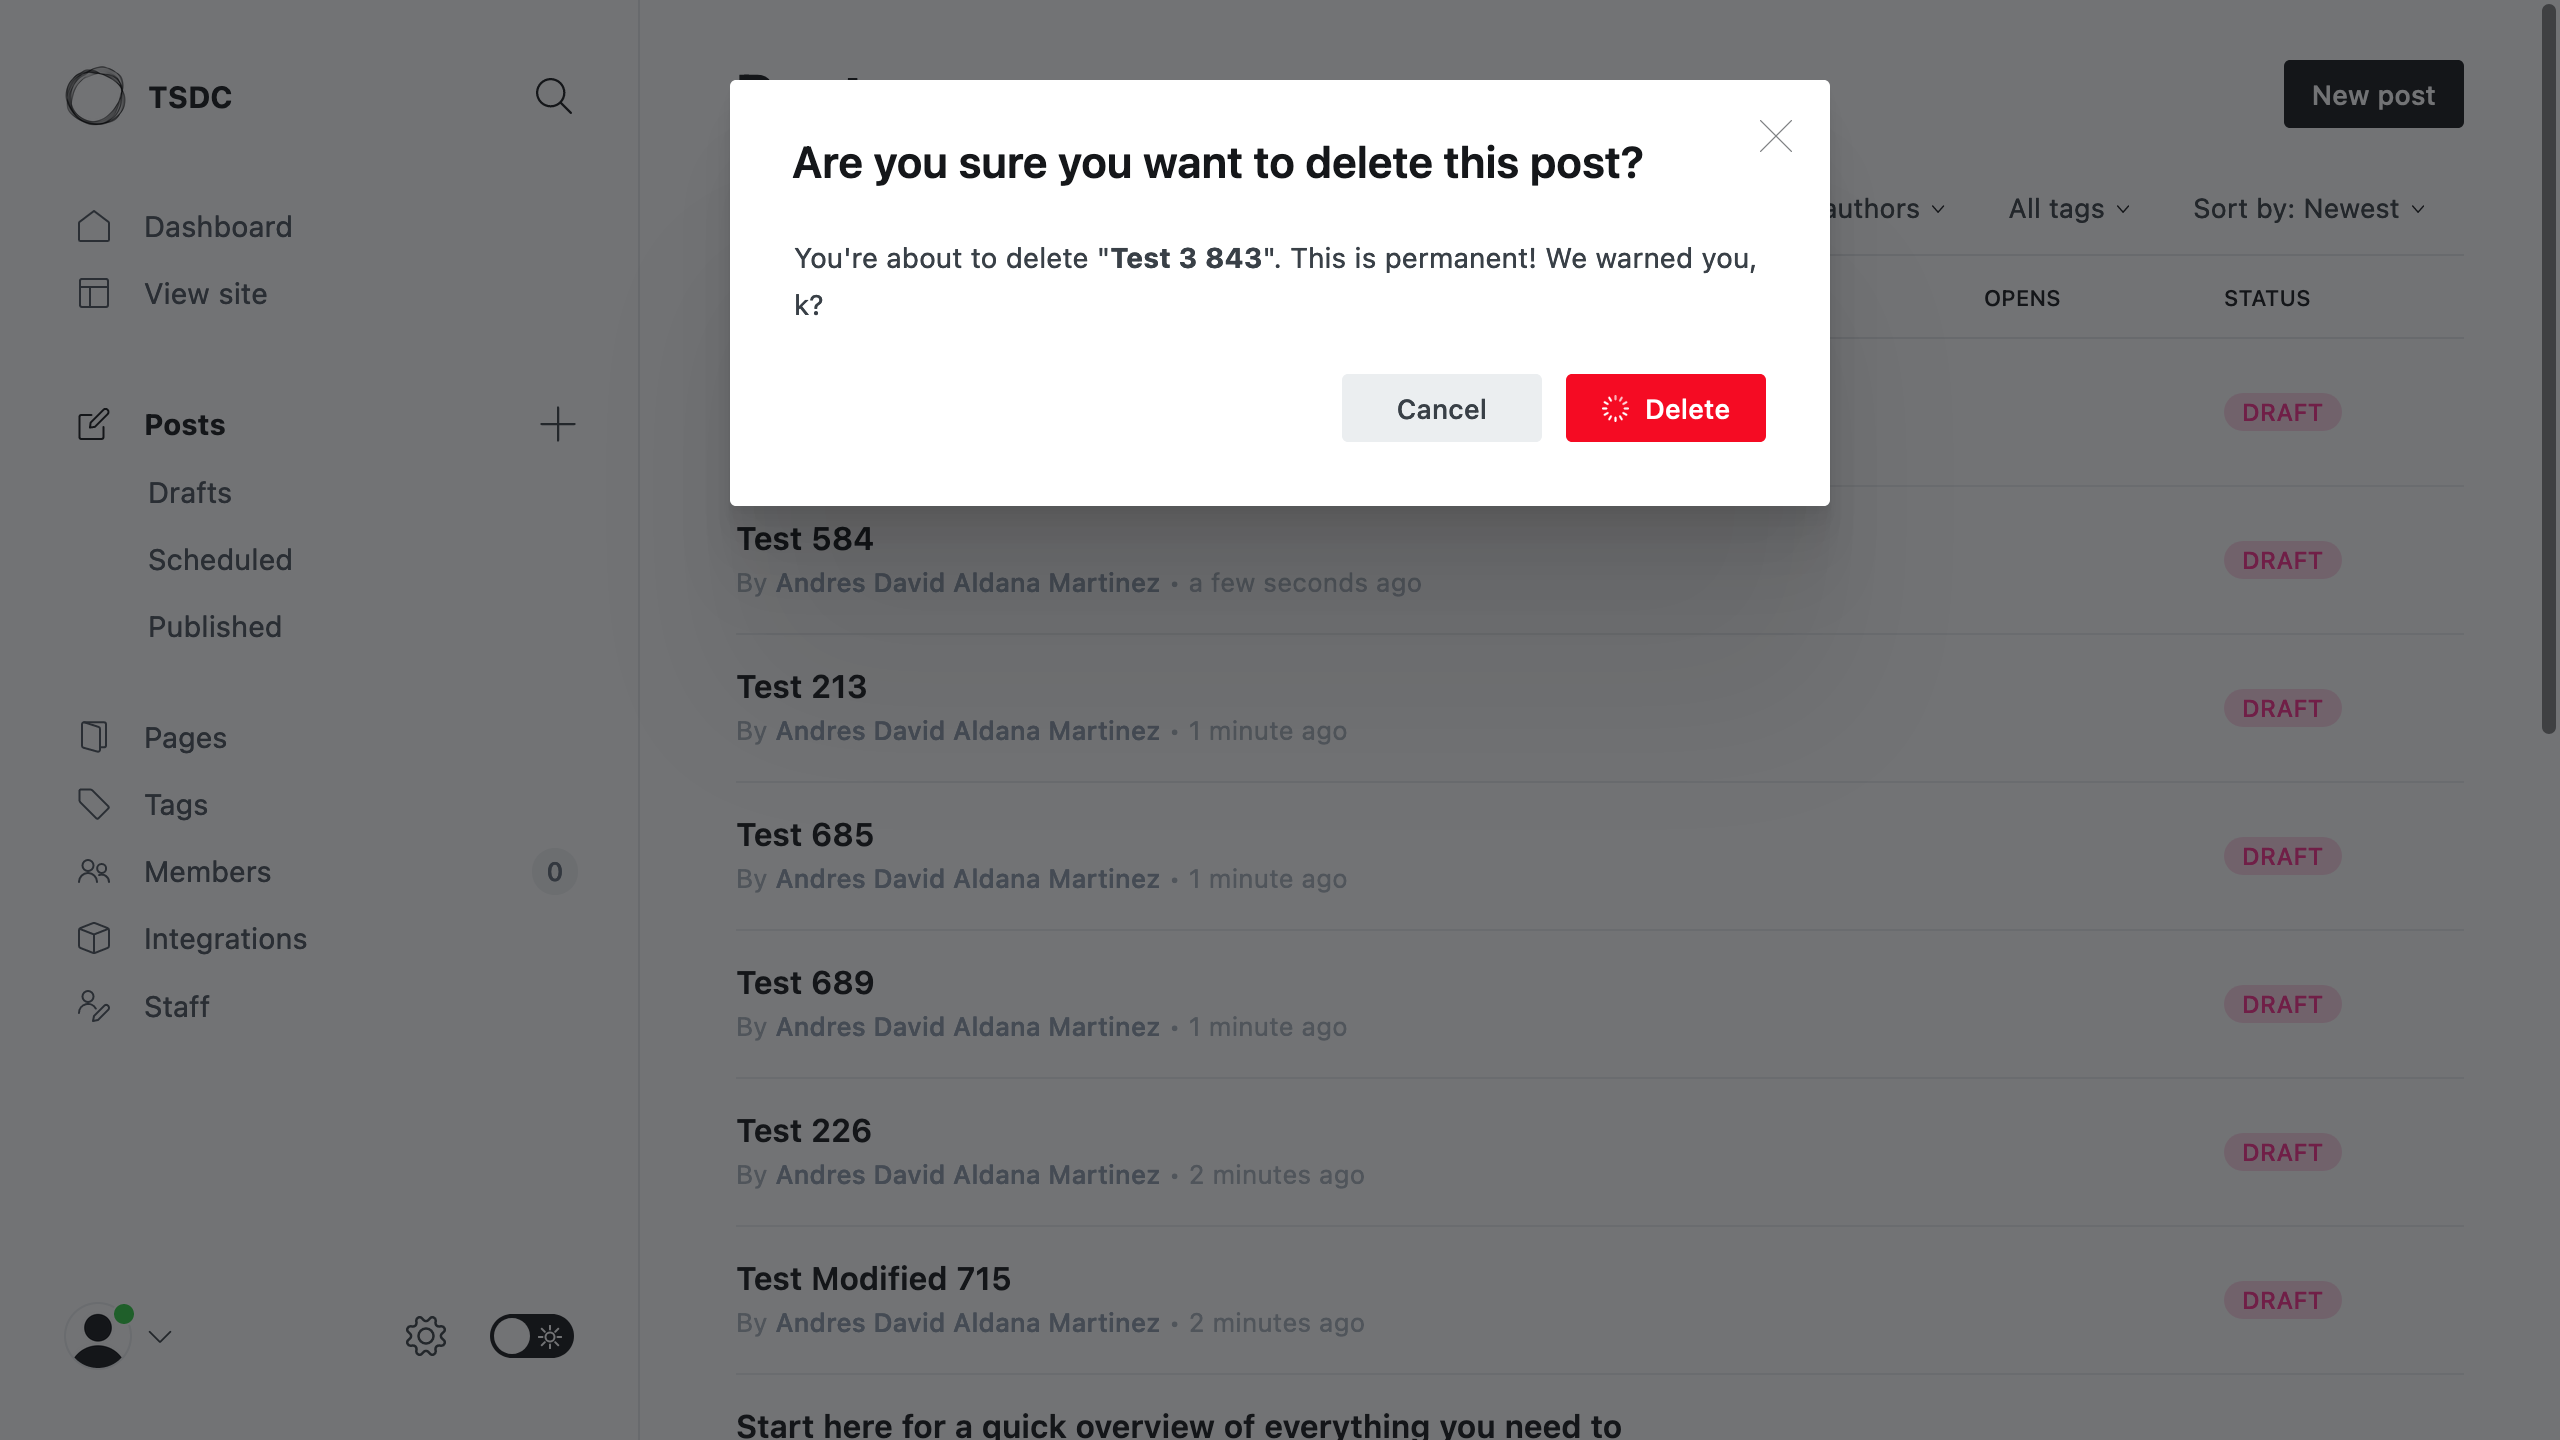 TSDC
Dashboard
View site
Posts
Drafts
Scheduled
Published
Pages
Tags
Members
0
Integrations
Staff
New post
authors
All tags
Sort by: Newest
OPENS
STATUS
Are you sure you want to delete this post?
You're about to delete "Test 3 843". This is permanent! We warned you,
k?
Cancel
Delete
DRAFT
Test 584
By Andres David Aldana Martinez • a few seconds ago
DRAFT
Test 213
By Andres David Aldana Martinez • 1 minute ago
DRAFT
Test 685
By Andres David Aldana Martinez • 1 minute ago
DRAFT
Test 689
By Andres David Aldana Martinez • 1 minute ago
DRAFT
Test 226
By Andres David Aldana Martinez • 2 minutes ago
DRAFT
Test Modified 715
By Andres David Aldana Martinez • 2 minutes ago
DRAFT
Start here for a quick overview of everything you need to